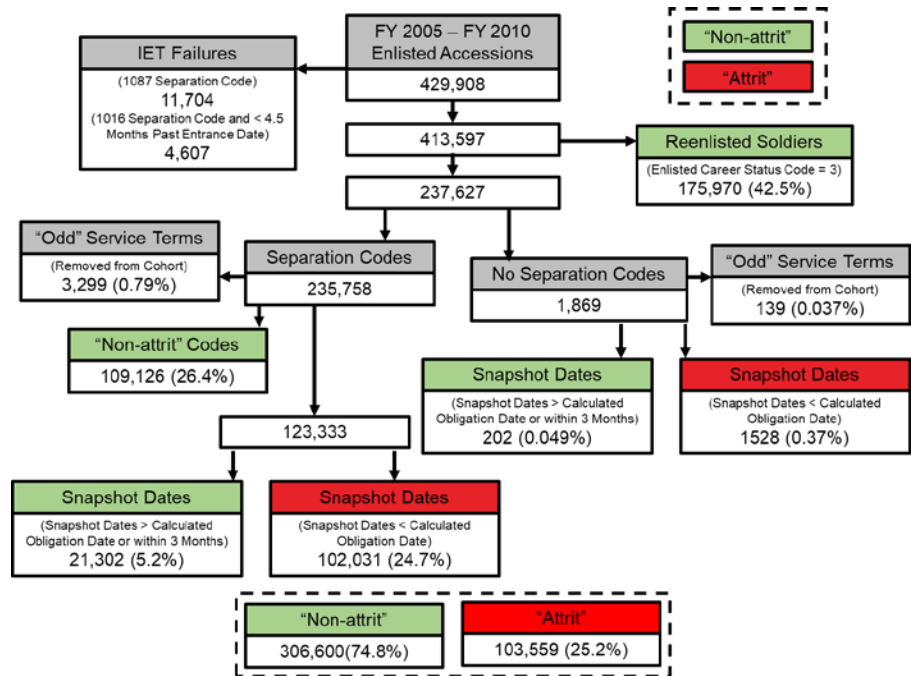 FY 2005 – FY 2010
Enlisted Accessions
429,908
"Non-attrit"
"Attrit"
IET Failures
(1087 Separation Code)
11,704
(1016 Separation Code and < 4.5
Months Past Entrance Date)
4,607
413,597
Reenlisted Soldiers
(Enlisted Career Status Code = 3)
175,970 (42.5%)
237,627
"Odd" Service Terms
(Removed from Cohort)
3,299 (0.79%)
Separation Codes
235,758
No Separation Codes
1,869
"Odd" Service Terms
(Removed from Cohort)
139 (0.037%)
"Non-attrit" Codes
109,126 (26.4%)
Snapshot Dates
(Snapshot Dates > Calculated
Obligation Date or within 3 Months)
202 (0.049%)
Snapshot Dates
(Snapshot Dates < Calculated
Obligation Date)
1528 (0.37%)
123,333
Snapshot Dates
(Snapshot Dates > Calculated
Obligation Date or within 3 Months)
21,302 (5.2%)
Snapshot Dates
(Snapshot Dates < Calculated
Obligation Date)
102,031 (24.7%)
"Non-attrit"
306,600(74.8%)
"Attrit"
103,559 (25.2%)